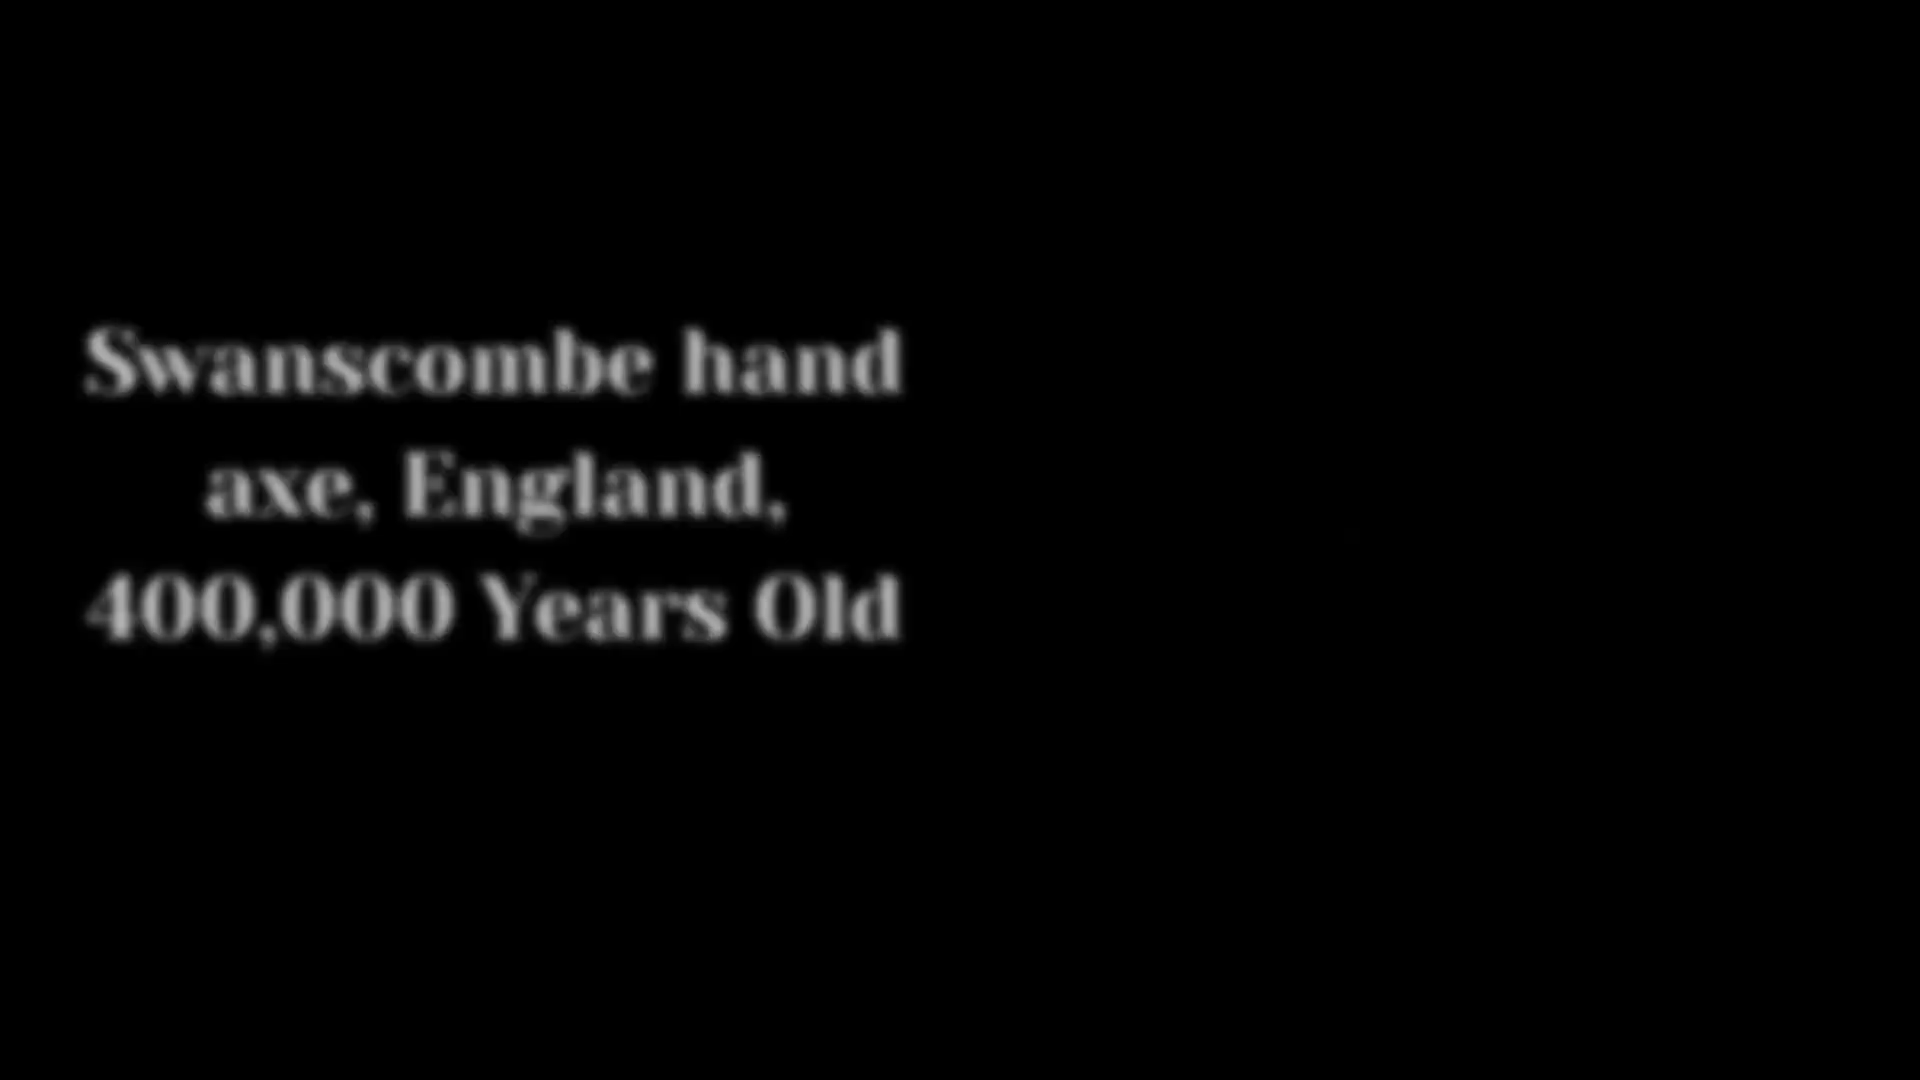 Swanscombe hand
axe, England,
400,000 Years Old